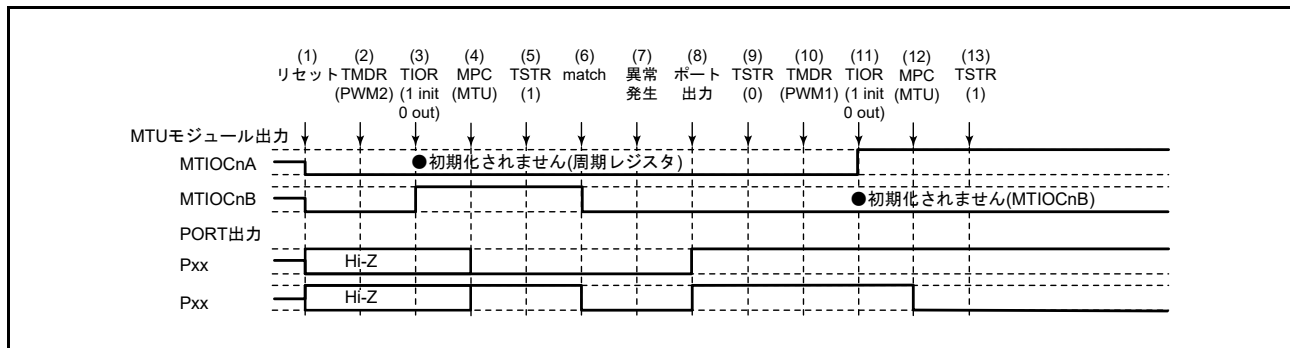 (1) (2) (3) (4) (5) (6) (7) (8) (9) (10) (11) (12) (13)
リセット TMDR TIOR MPC TSTR match 異常 ポート TSTR TMDR TIOR MPC TSTR
(PWM2) (1 init (MTU) (1) 発生 出力 (0) (PWM1) (1 init (MTU) (1)
0 out) 0 out)
MTUモジュール出力
MTIOCnA ●初期化されません(周期レジスタ)
MTIOCnB ●初期化されません(MTIOCnB)
PORT出力
Pxx Hi-Z
Pxx Hi-Z